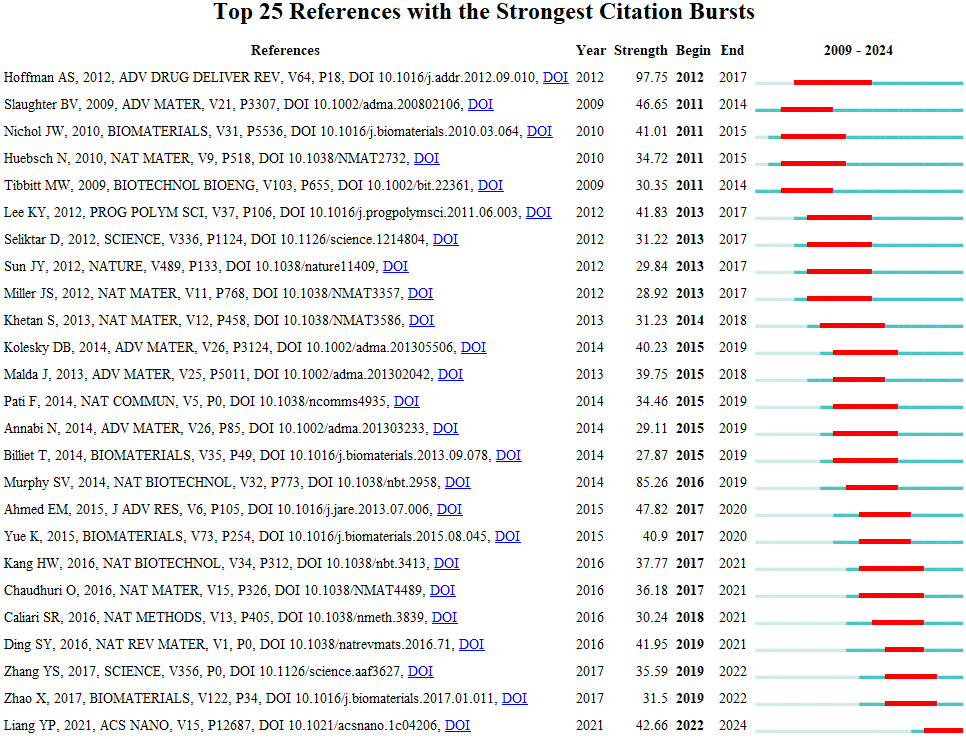 Top 25 References with the Strongest Citation Bursts
References Year Strength Begin End 2009 - 2024
Hoffman AS, 2012, ADV DRUG DELIVER REV, V64, P18, DOI 10.1016/j.addr.2012.09.010, DOI 2012 97.75 2012 2017
Slaughter BV, 2009, ADV MATER, V21, P3307, DOI 10.1002/adma.200802106, DOI 2009 46.65 2011 2014
Nichol JW, 2010, BIOMATERIALS, V31, P5536, DOI 10.1016/j.biomaterials.2010.03.064, DOI 2010 41.01 2011 2015
Huebsch N, 2010, NAT MATER, V9, P518, DOI 10.1038/NMAT2732, DOI 2010 34.72 2011 2015
Tibbitt MW, 2009, BIOTECHNOL BIOENG, V103, P655, DOI 10.1002/bit.22361, DOI 2009 30.35 2011 2014
Lee KY, 2012, PROG POLYM SCI, V37, P106, DOI 10.1016/j.progpolymsci.2011.06.003, DOI 2012 41.83 2013 2017
Seliktar D, 2012, SCIENCE, V336, P1124, DOI 10.1126/science.1214804, DOI 2012 31.22 2013 2017
Sun JY, 2012, NATURE, V489, P133, DOI 10.1038/nature11409, DOI 2012 29.84 2013 2017
Miller JS, 2012, NAT MATER, V11, P768, DOI 10.1038/NMAT3357, DOI 2012 28.92 2013 2017
Khetan S, 2013, NAT MATER, V12, P458, DOI 10.1038/NMAT3586, DOI 2013 31.23 2014 2018
Kolesky DB, 2014, ADV MATER, V26, P3124, DOI 10.1002/adma.201305506, DOI 2014 40.23 2015 2019
Malda J, 2013, ADV MATER, V25, P5011, DOI 10.1002/adma.201302042, DOI 2013 39.75 2015 2018
Pati F, 2014, NAT COMMUN, V5, P0, DOI 10.1038/ncomms4935, DOI 2014 34.46 2015 2019
Annabi N, 2014, ADV MATER, V26, P85, DOI 10.1002/adma.201303233, DOI 2014 29.11 2015 2019
Billiet T, 2014, BIOMATERIALS, V35, P49, DOI 10.1016/j.biomaterials.2013.09.078, DOI 2014 27.87 2015 2019
Murphy SV, 2014, NAT BIOTECHNOL, V32, P773, DOI 10.1038/nbt.2958, DOI 2014 85.26 2016 2019
Ahmed EM, 2015, J ADV RES, V6, P105, DOI 10.1016/j.jare.2013.07.006, DOI 2015 47.82 2017 2020
Yue K, 2015, BIOMATERIALS, V73, P254, DOI 10.1016/j.biomaterials.2015.08.045, DOI 2015 40.9 2017 2020
Kang HW, 2016, NAT BIOTECHNOL, V34, P312, DOI 10.1038/nbt.3413, DOI 2016 37.77 2017 2021
Chaudhuri O, 2016, NAT MATER, V15, P326, DOI 10.1038/NMAT4489, DOI 2016 36.18 2017 2021
Caliari SR, 2016, NAT METHODS, V13, P405, DOI 10.1038/nmeth.3839, DOI 2016 30.24 2018 2021
Ding SY, 2016, NAT REV MATER, V1, P0, DOI 10.1038/natrevmats.2016.71, DOI 2016 41.95 2019 2021
Zhang YS, 2017, SCIENCE, V356, P0, DOI 10.1126/science.aaf3627, DOI 2017 35.59 2019 2022
Zhao X, 2017, BIOMATERIALS, V122, P34, DOI 10.1016/j.biomaterials.2017.01.011, DOI 2017 31.5 2019 2022
Liang YP, 2021, ACS NANO, V15, P12687, DOI 10.1021/acsnano.1c04206, DOI 2021 42.66 2022 2024